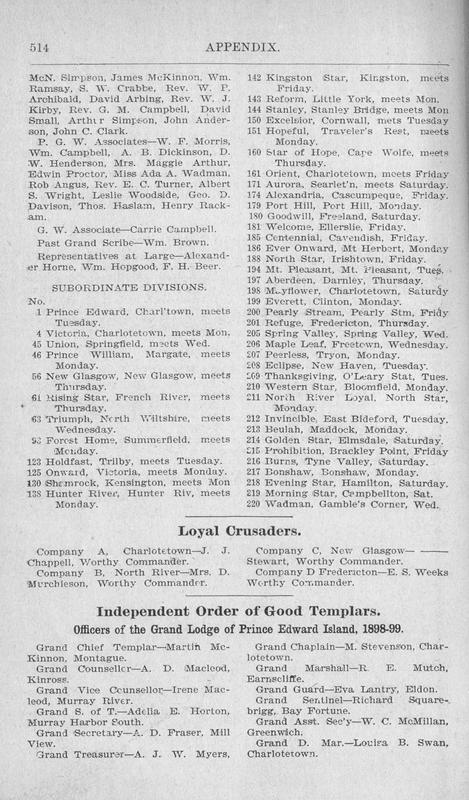 514
APPENDIX.
McN. Simpson, James McKinnon, Wm.
Ramsay, S. W. Crabbe, Rev. W. P.
Archibald, David Arbing, Rev. W. J.
Kirby, Rev. G. M. Campbell, David
Small, Arthur Simpson, John Ander-
son, John C. Clark.
P. G. W. Associates—W. F. Morris,
Wm. Campbell, A. B. Dickinson, D.
W. Henderson, Mrs. Maggie Arthur,
Edwin Proctor, Miss Ada A. Wadman,
Rob Angus, Rev. E. C. Turner, Albert
S. Wright, Leslie Woodside, Geo. D.
Davison, Thos. Haslam, Henry Rack-
am.
G. W. Associate—Carrie Campbell.
Past Grand Scribe—Wm. Brown.
Representatives at Large—Alexand-
er Horne, Wm. Hopgood, F. H. Beer.
SUBORDINATE DIVISIONS.
No.
1 Prince Edward, Charl'town, meets
Tuesday.
4 Victoria, Charlotetown, meets Mon.
45 Union, Springfield, meets Wed.
46 Prince William, Margate, meets
Monday.
56 New Glasgow, New Glasgow, meets
Thursday.
61 Rising Star, French River, meets
Thursday.
63 Triumph, North Wiltshire, meets
Wednesday.
93 Forest Home, Summerfield, meets
Monday.
123 Holdfast, Trilby, meets Tuesday.
125 Onward, Victoria, meets Monday.
130 Shamrock, Kensington, meets Mon
138 Hunter River, Hunter Riv, meets
Monday.
142 Kingston Star, Kingston, meets
Friday.
143 Reform, Little York, meets Mon.
144 Stanley, Stanley Bridge, meets Mon
150 Excelsior, Cornwall, mets Tuesday
151 Hopeful, Traveler's Rest, meets
Monday.
160 Star of Hope, Cape Wolfe, meets
Thursday.
161 Orient, Charlotetown, meets Friday
171 Aurora, Searlet'n, meets Saturday.
174 Alexandria, Cascumpeque, Friday.
179 Port Hill, Port Hill, Monday.
180 Goodwill, Freeland, Saturday.
181 Welcome, Ellerslie, Friday.
185 Centennial, Cavendish, Friday.
186 Ever Onward, Mt Herbert, Monday
188 North Star, Irishtown, Friday.
194 Mt. Pleasant, Mt. Pleasant, Tues.
197 Aberdeen, Darnley, Thursday.
198 Mayflower, Charlotetown, Saturdy
199 Everett, Clinton, Monday.
200 Pearly Stream, Pearly Stm, Fridy
201 Refuge, Fredericton, Thursday.
205 Spring Valley, Spring Valley, Wed.
206 Maple Leaf, Freetown, Wednesday.
207 Peerless, Tryon, Monday.
208 Eclipse, New Haven, Tuesday.
209 Thanksgiving, O'Leary Stat, Tues.
210 Western Star, Bloomfield, Monday.
211 North River Loyal, North Star,
Monday.
212 Invincible, East Bideford, Tuesday.
213 Beulah, Maddock, Monday.
214 Golden Star, Elmsdale, Saturday.
215 Prohibition, Brackley Point, Friday
216 Burns, Tyne Valley, Saturday.
217 Bonshaw, Bonshaw, Monday.
218 Evening Star, Hamilton, Saturday.
219 Morning Star, Campbellton, Sat.
220 Wadman, Gamble's Corner, Wed.
Loyal Crusaders.
Company A, Charlotetown—J. J.
Chappell, Worthy Commander.
Company B, North River—Mrs. D.
Murchieson, Worthy Commander.
Company C, New Glasgow— ——
Stewart, Worthy Commander.
Company D Fredericton—E. S. Weeks
Worthy Commander.
Independent Order of Good Templars.
Officers of the Grand Lodge of Prince Edward Island, 1898-99.
Grand Chief Templar—Martin Mc-
Kinnon, Montague.
Grand Counsellor—A. D. Macleod,
Kinross.
Grand Vice Counsellor—Irene Mac-
leod, Murray River.
Grand S. of T.—Adelia E. Horton,
Murray Harbor South.
Grand Secretary—A. D. Fraser, Mill
View.
Grand Treasurer—A. J. W. Myers,
Grand Chaplain—M. Stevenson, Char-
lotetown.
Grand Marshall—R. E. Mutch,
Earnscliffe.
Grand Guard—Eva Lantry, Eldon.
Grand Sentinel—Richard Square-
brigg, Bay Fortune.
Grand Asst. Sec'y—W. C. McMillan,
Greenwich.
Grand D. Mar.—Louira B. Swan,
Charlotetown.